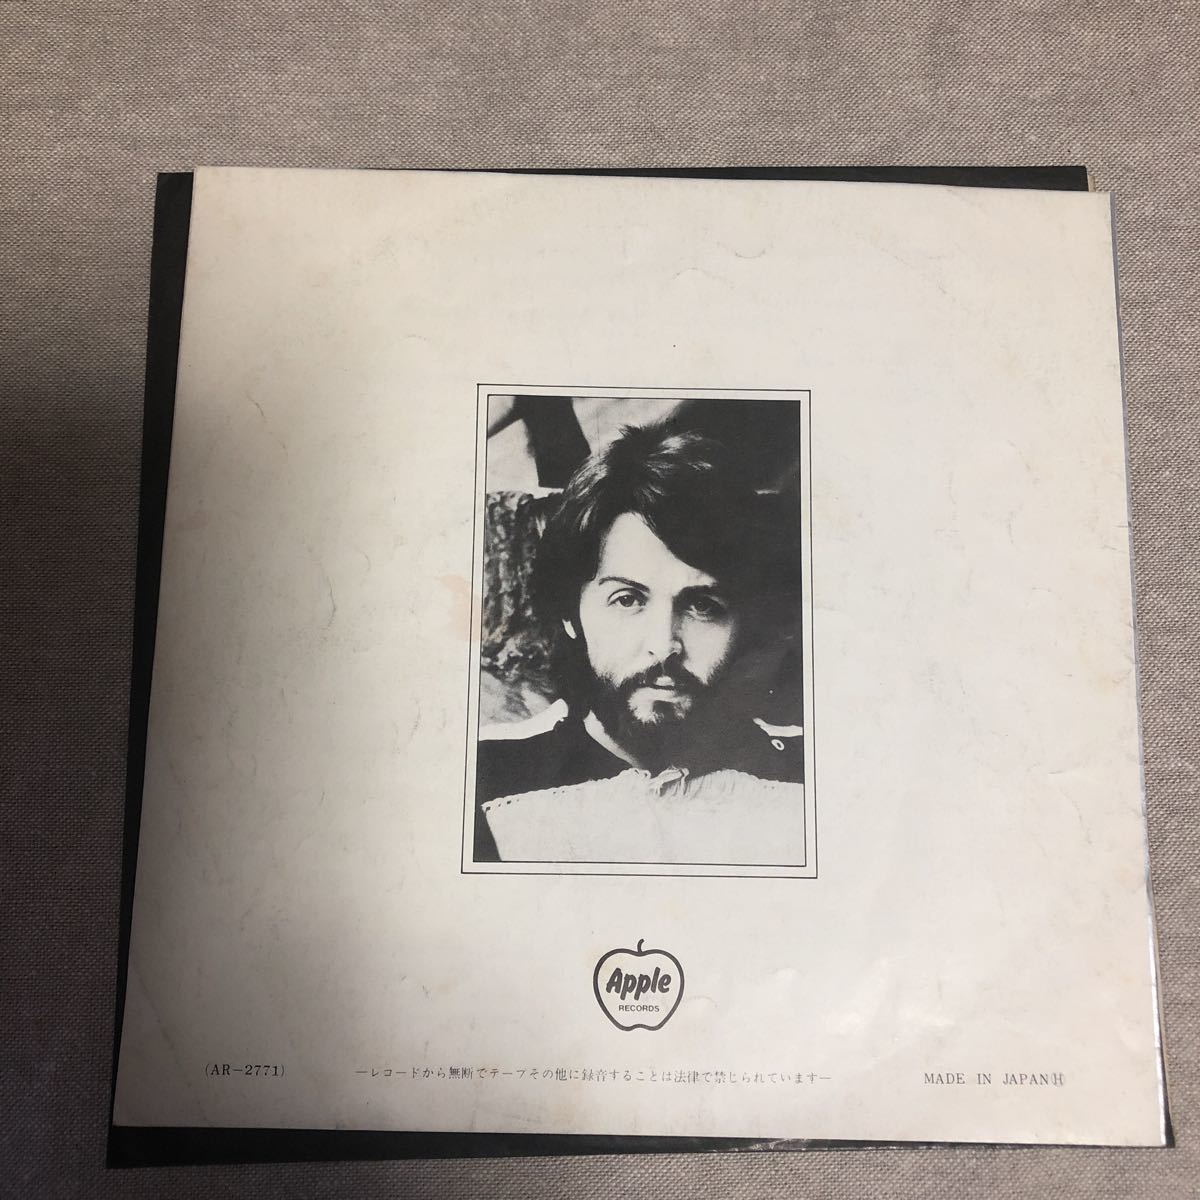 Apple
RECORDS
(AR-2771)
—レコードから無断でテープその他に録音することは法律で禁じられています—
MADE IN JAPANⒽ